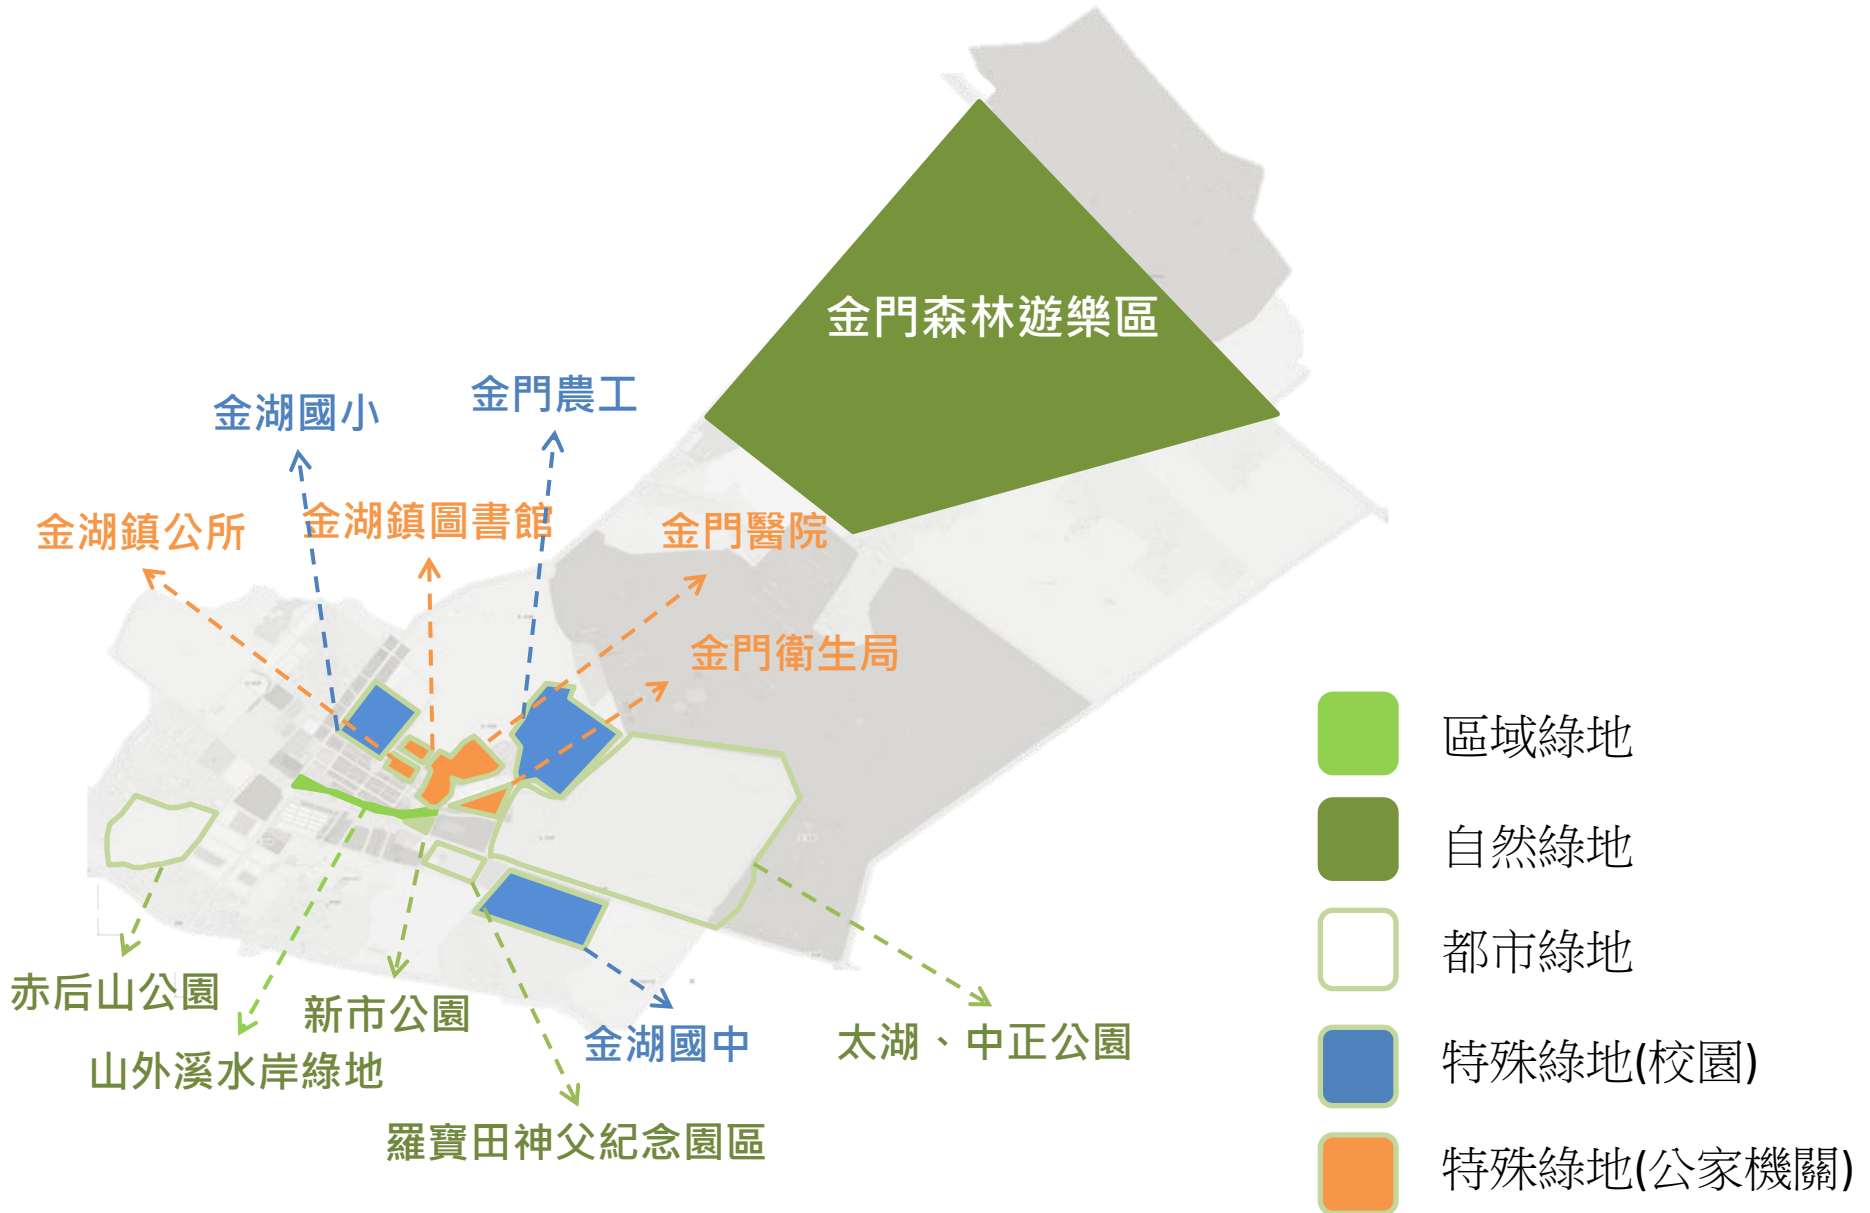 金門森林遊樂區
金門農工
金湖國小
金湖鎮圖書館
金門醫院
金湖鎮公所
金門衛生局
區域綠地
自然綠地
都市綠地
赤后山公園
新市公園
金湖國中
太湖、中正公園
山外溪水岸綠地
特殊綠地(校園)
羅寶田神父紀念園區
特殊綠地(公家機關)